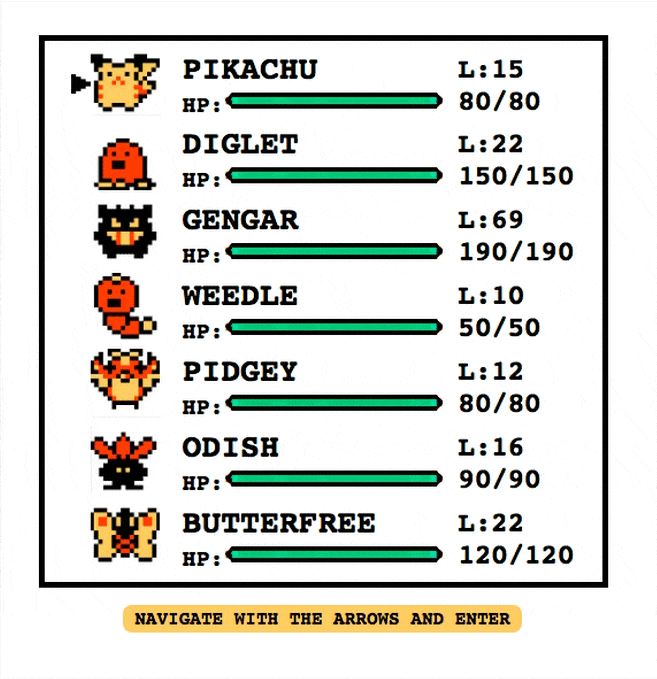 PIKACHU L:15
HP: 80/80
DIGLET L:22
HP: 150/150
GENGAR L:69
HP: 190/190
WEEDLE L:10
HP: 50/50
PIDGEY L:12
HP: 80/80
ODISH L:16
HP: 90/90
BUTTERFREE L:22
HP: 120/120
NAVIGATE WITH THE ARROWS AND ENTER